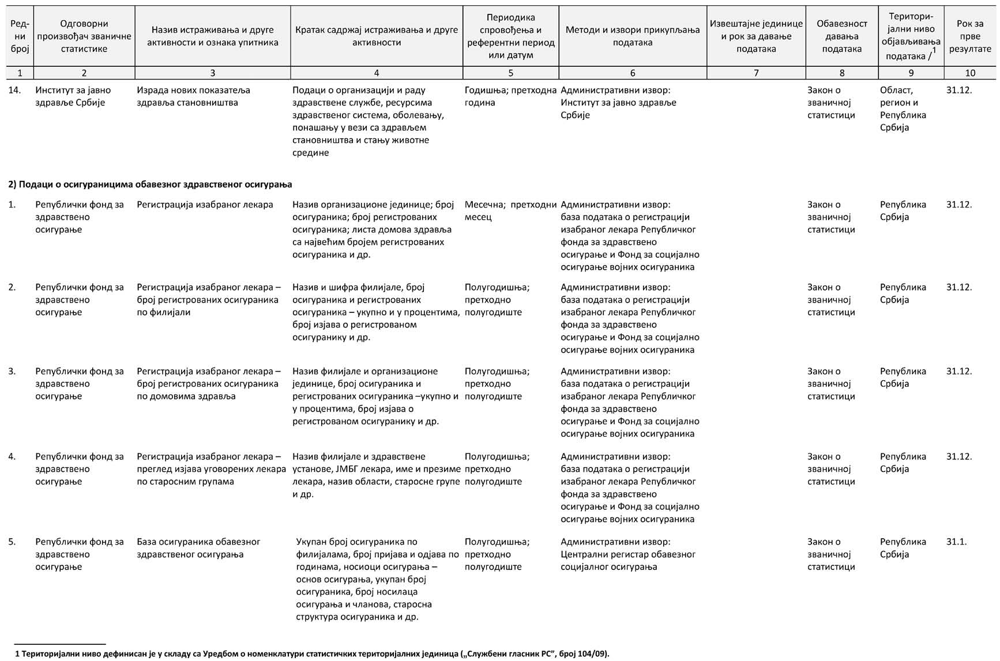 Ред-
ни
број
Одговорни
произвођач званичне
статистике
Назив истраживања и друге
активности и ознака упитника
Кратак садржај истраживања и друге
активности
Периодика
спровођења и
референтни период
или датум
Методи и извори прикупљања
података
Извештајне јединице
и рок за давање
података
Обавезност
давања
података
Територи-
јални ниво
објављивања
података /1
Рок за
прве
резултате
1 2 3 4 5 6 7 8 9 10
14.
Институт за јавно
здравље Србије
Израда нових показатеља
здравља становништва
Подаци о организацији и раду
здравствене службе, ресурсима
здравственог система, оболевању,
понашању у вези са здрављем
становништва и стању животне
средине
Годишња; претходна
година
Административни извор:
Институт за јавно здравље
Србије
Закон о
званичној
статистици
Област,
регион и
Република
Србија
31.12.
2) Подаци о осигураницима обавезног здравственог осигурања
1.
Републички фонд за
здравствено
осигурање
Регистрација изабраног лекара
Назив организационе јединице; број
осигураника; број регистрованих
осигураника; листа домова здравља
са највећим бројем регистрованих
осигураника и др.
Месечна; претходни
месец
Административни извор:
база података о регистрацији
изабраног лекара Републичког
фонда за здравствено
осигурање и Фонд за социјално
осигурање војних осигураника
Закон о
званичној
статистици
Република
Србија
31.12.
2.
Републички фонд за
здравствено
осигурање
Регистрација изабраног лекара –
број регистрованих осигураника
по филијали
Назив и шифра филијале, број
осигураника и регистрованих
осигураника – укупно и у процентима,
број изјава о регистрованом
осигуранику и др.
Полугодишња;
претходно
полугодиште
Административни извор:
база података о регистрацији
изабраног лекара Републичког
фонда за здравствено
осигурање и Фонд за социјално
осигурање војних осигураника
Закон о
званичној
статистици
Република
Србија
31.12.
3.
Републички фонд за
здравствено
осигурање
Регистрација изабраног лекара –
број регистрованих осигураника
по домовима здравља
Назив филијале и организационе
јединице, број осигураника и
регистрованих осигураника –укупно и
у процентима, број изјава о
регистрованом осигуранику и др.
Полугодишња;
претходно
полугодиште
Административни извор:
база података о регистрацији
изабраног лекара Републичког
фонда за здравствено
осигурање и Фонд за социјално
осигурање војних осигураника
Закон о
званичној
статистици
Република
Србија
31.12.
4.
Републички фонд за
здравствено
осигурање
Регистрација изабраног лекара –
преглед изјава уговорених лекара
по старосним групама
Назив филијале и здравствене
установе, ЈМБГ лекара, име и презиме
лекара, назив области, старосне групе
и др.
Полугодишња;
претходно
полугодиште
Административни извор:
база података о регистрацији
изабраног лекара Републичког
фонда за здравствено
осигурање и Фонд за социјално
осигурање војних осигураника
Закон о
званичној
статистици
Република
Србија
31.12.
5.
Републички фонд за
здравствено
осигурање
База осигураника обавезног
здравственог осигурања
Укупан број осигураника по
филијалама, број пријава и одјава по
годинама, носиоци осигурања –
основ осигурања, укупан број
осигураника, број носилаца
осигурања и чланова, старосна
структура осигураника и др.
Полугодишња;
претходно
полугодиште
Административни извор:
Централни регистар обавезног
социјалног осигурања
Закон о
званичној
статистици
Република
Србија
31.1.
1 Територијални ниво дефинисан је у складу са Уредбом о номенклатури статистичких територијалних јединица („Службени гласник РС”, број 104/09).